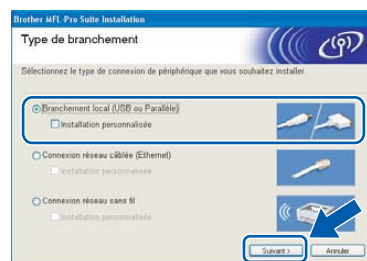 Brother MFL-Pro Suite Installation
Type de branchement
Sélectionnez le type de connexion de périphérique que vous souhaitez installer.
Branchement local (USB ou Parallèle)
Installation personnalisée
Connexion réseau câblée (Ethernet)
Installation personnalisée
Connexion réseau sans fil
Installation personnalisée
Suivant > Annuler